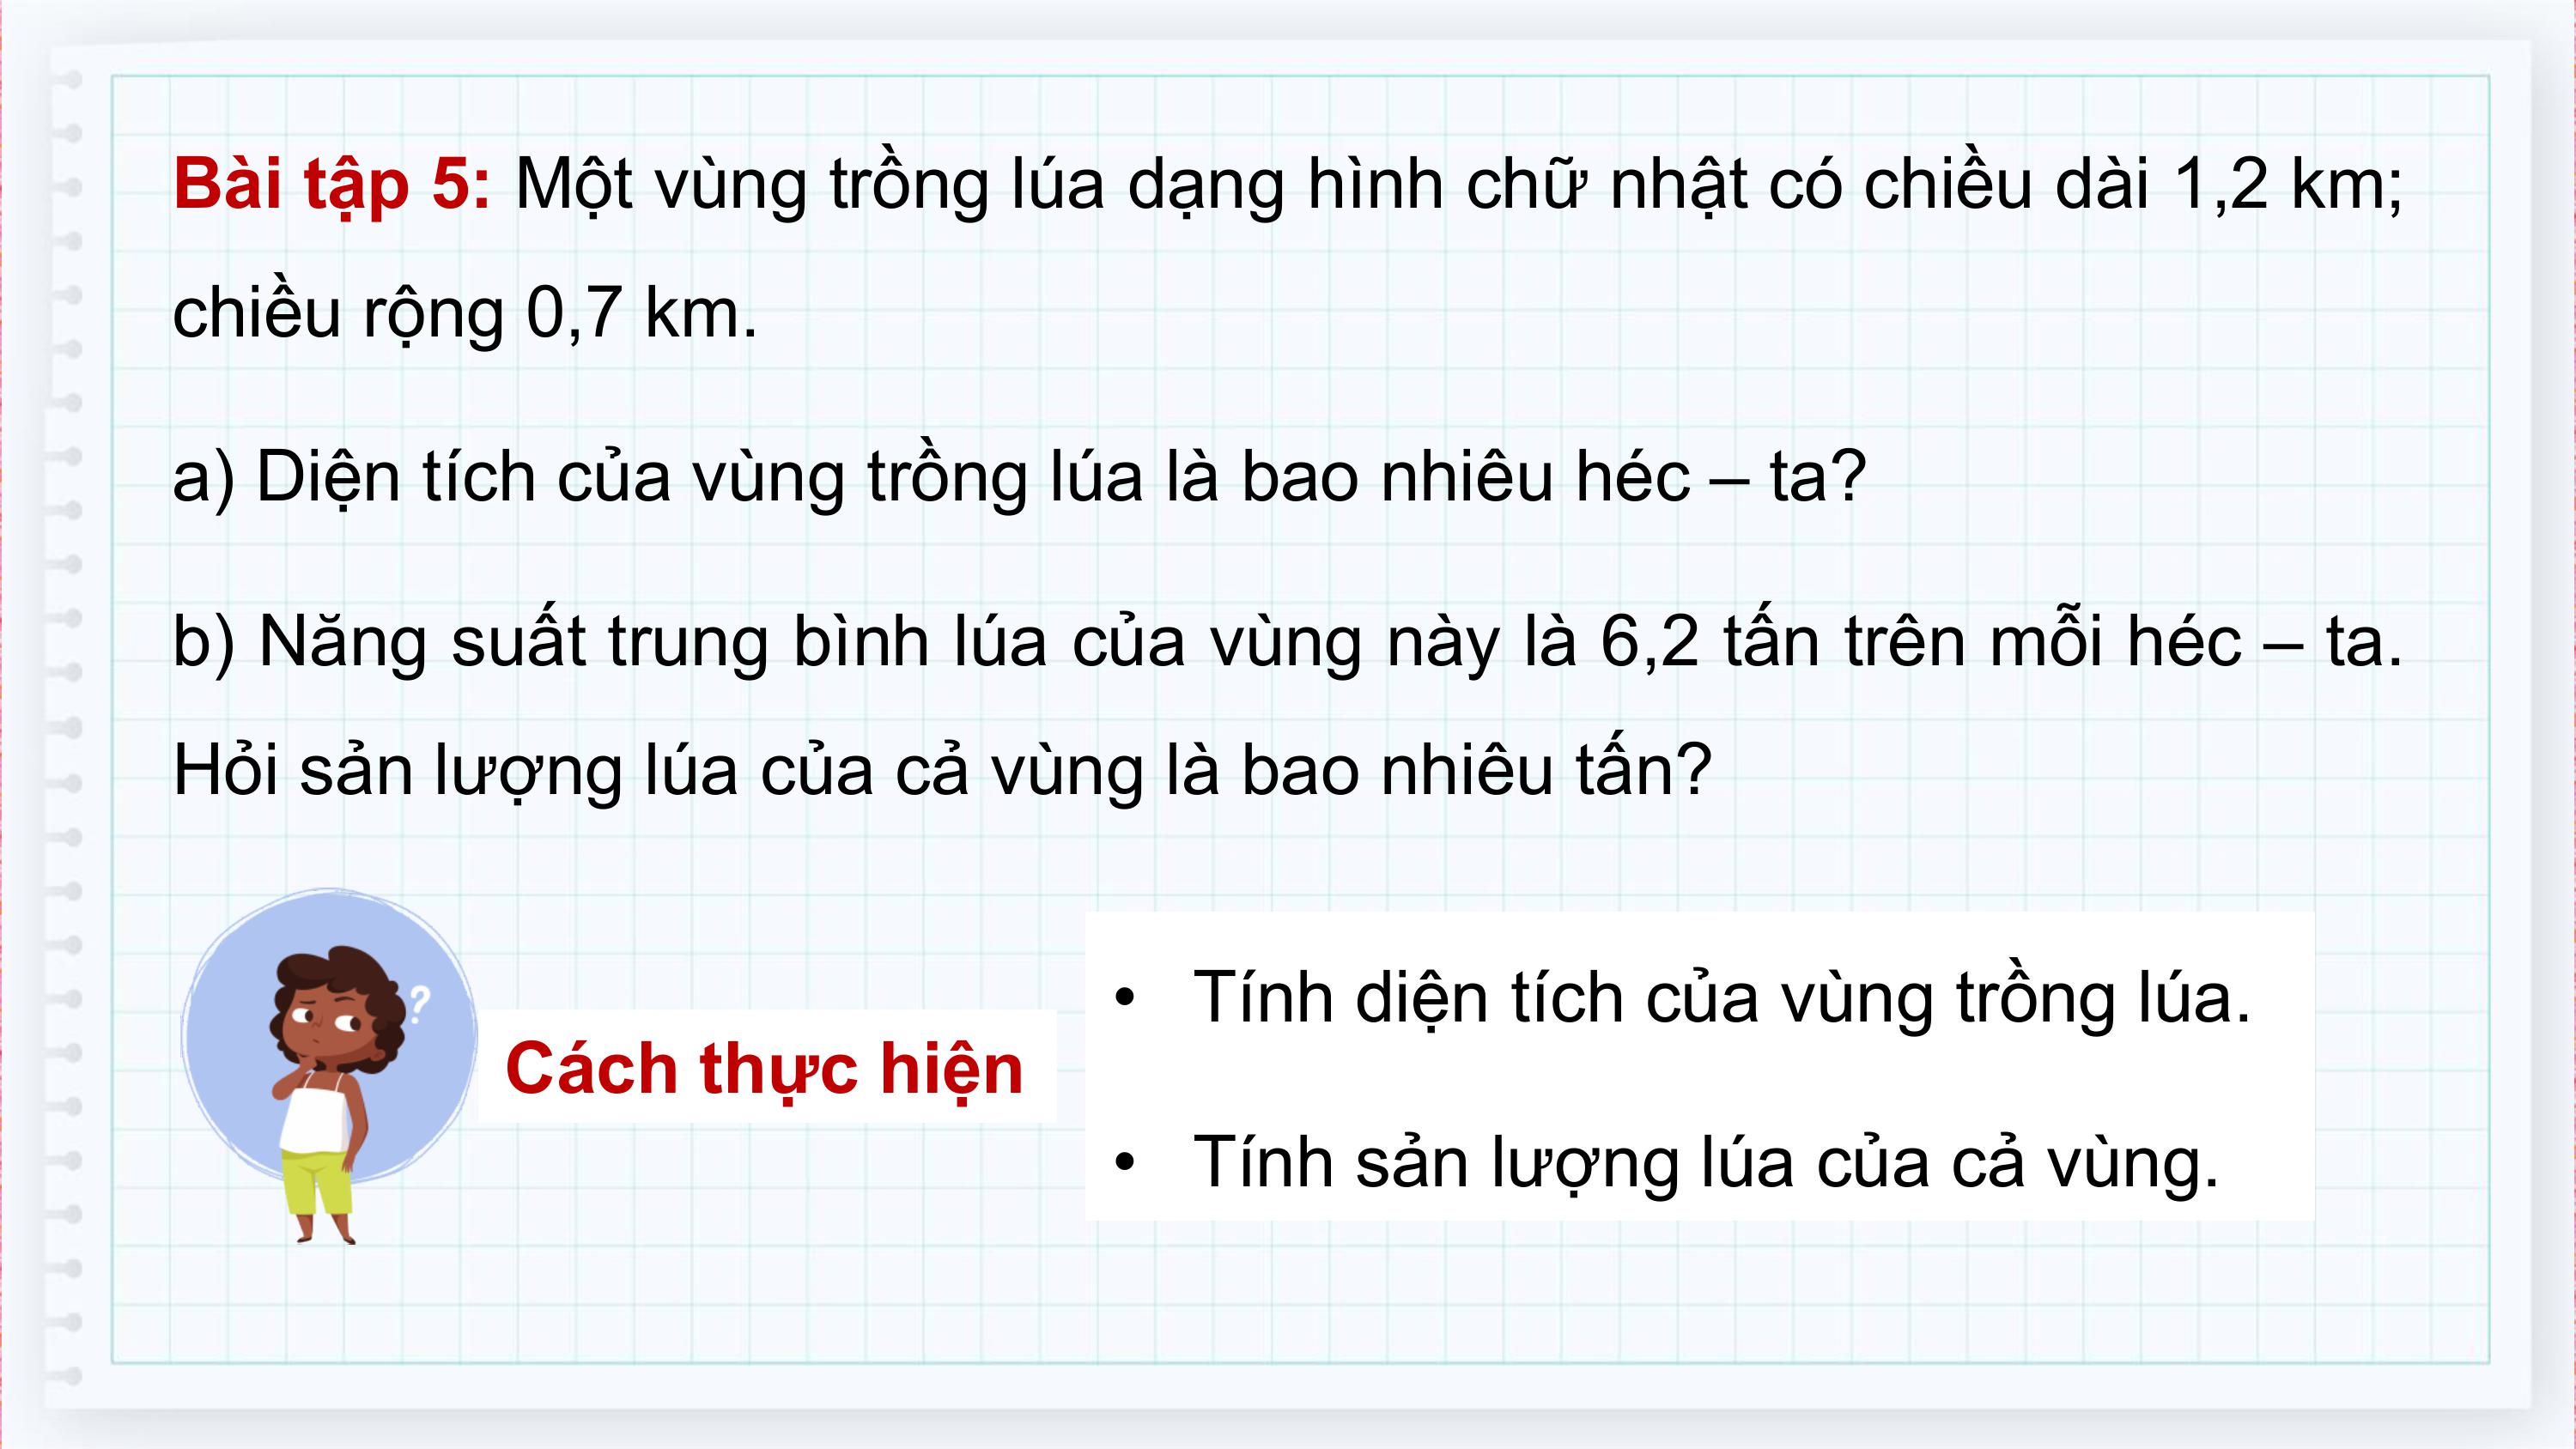 Bài tập 5: Một vùng trồng lúa dạng hình chữ nhật có chiều dài 1,2 km;
chiều rộng 0,7 km.
a) Diện tích của vùng trồng lúa là bao nhiêu héc – ta?
b) Năng suất trung bình lúa của vùng này là 6,2 tấn trên mỗi héc – ta.
Hỏi sản lượng lúa của cả vùng là bao nhiêu tấn?
?
Cách thực hiện
• Tính diện tích của vùng trồng lúa.
• Tính sản lượng lúa của cả vùng.